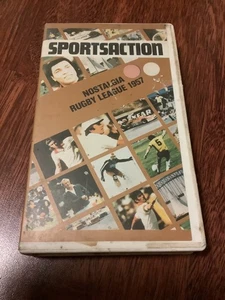 SPORTSACTION
NOSTALGIA
RUGBY LEAGUE 1957